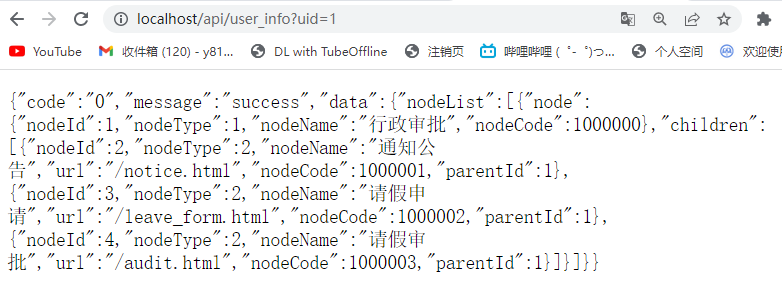 localhost/api/user_info?uid=1
YouTube 收件箱 (120) - y81... DL with TubeOffline 注销页 哔哩哔哩 ( ゜- ゜)つ... 个人空间 欢迎使
{"code":"0","message":"success","data":{"nodeList":[{"node":
{"nodeId":1,"nodeType":1,"nodeName":"行政审批","nodeCode":1000000},"children":
[{"nodeId":2,"nodeType":2,"nodeName":"通知公
告","url":"/notice.html","nodeCode":1000001,"parentId":1},
{"nodeId":3,"nodeType":2,"nodeName":"请假申
请","url":"/leave_form.html","nodeCode":1000002,"parentId":1},
{"nodeId":4,"nodeType":2,"nodeName":"请假审
批","url":"/audit.html","nodeCode":1000003,"parentId":1}]}]}}